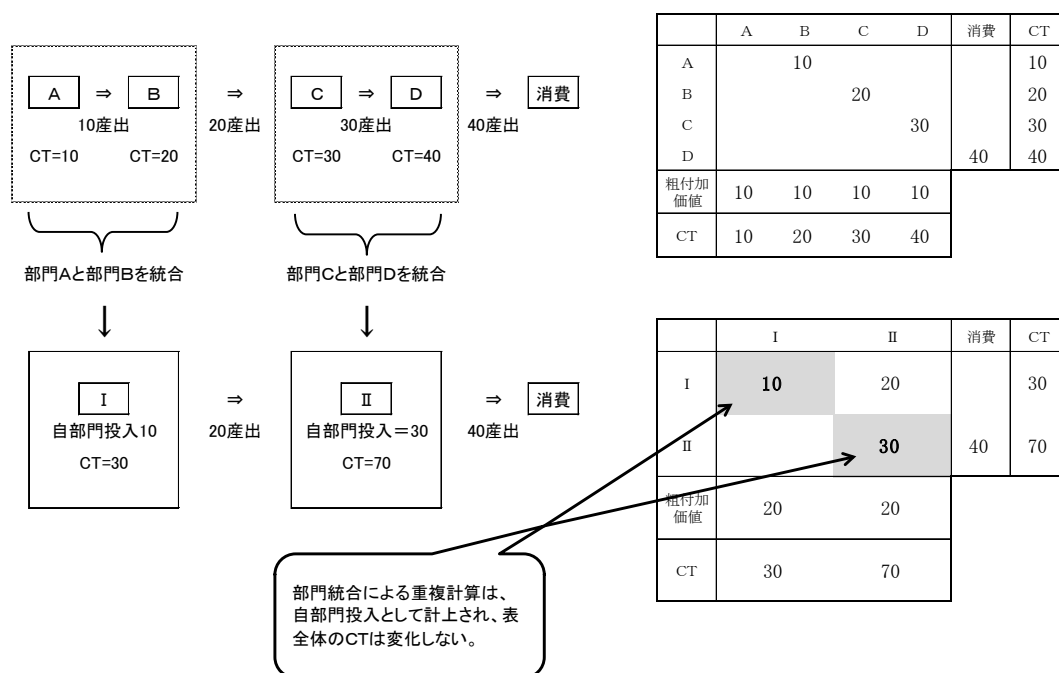 A ⇒ B ⇒ C ⇒ D ⇒ 消費
10産出 20産出 30産出 40産出
CT=10 CT=20 CT=30 CT=40
部門Aと部門Bを統合 部門Cと部門Dを統合
Ⅰ ⇒ Ⅱ ⇒ 消費
自部門投入10 20産出 自部門投入=30 40産出
CT=30 CT=70
部門統合による重複計算は、
自部門投入として計上され、表
全体のCTは変化しない。
A B C D 消費 CT
A 10 10
B 20 20
C 30 30
D 40 40
粗付加
価値 10 10 10 10
CT 10 20 30 40
Ⅰ Ⅱ 消費 CT
Ⅰ 10 20 30
Ⅱ 30 40 70
粗付加
価値 20 20
CT 30 70